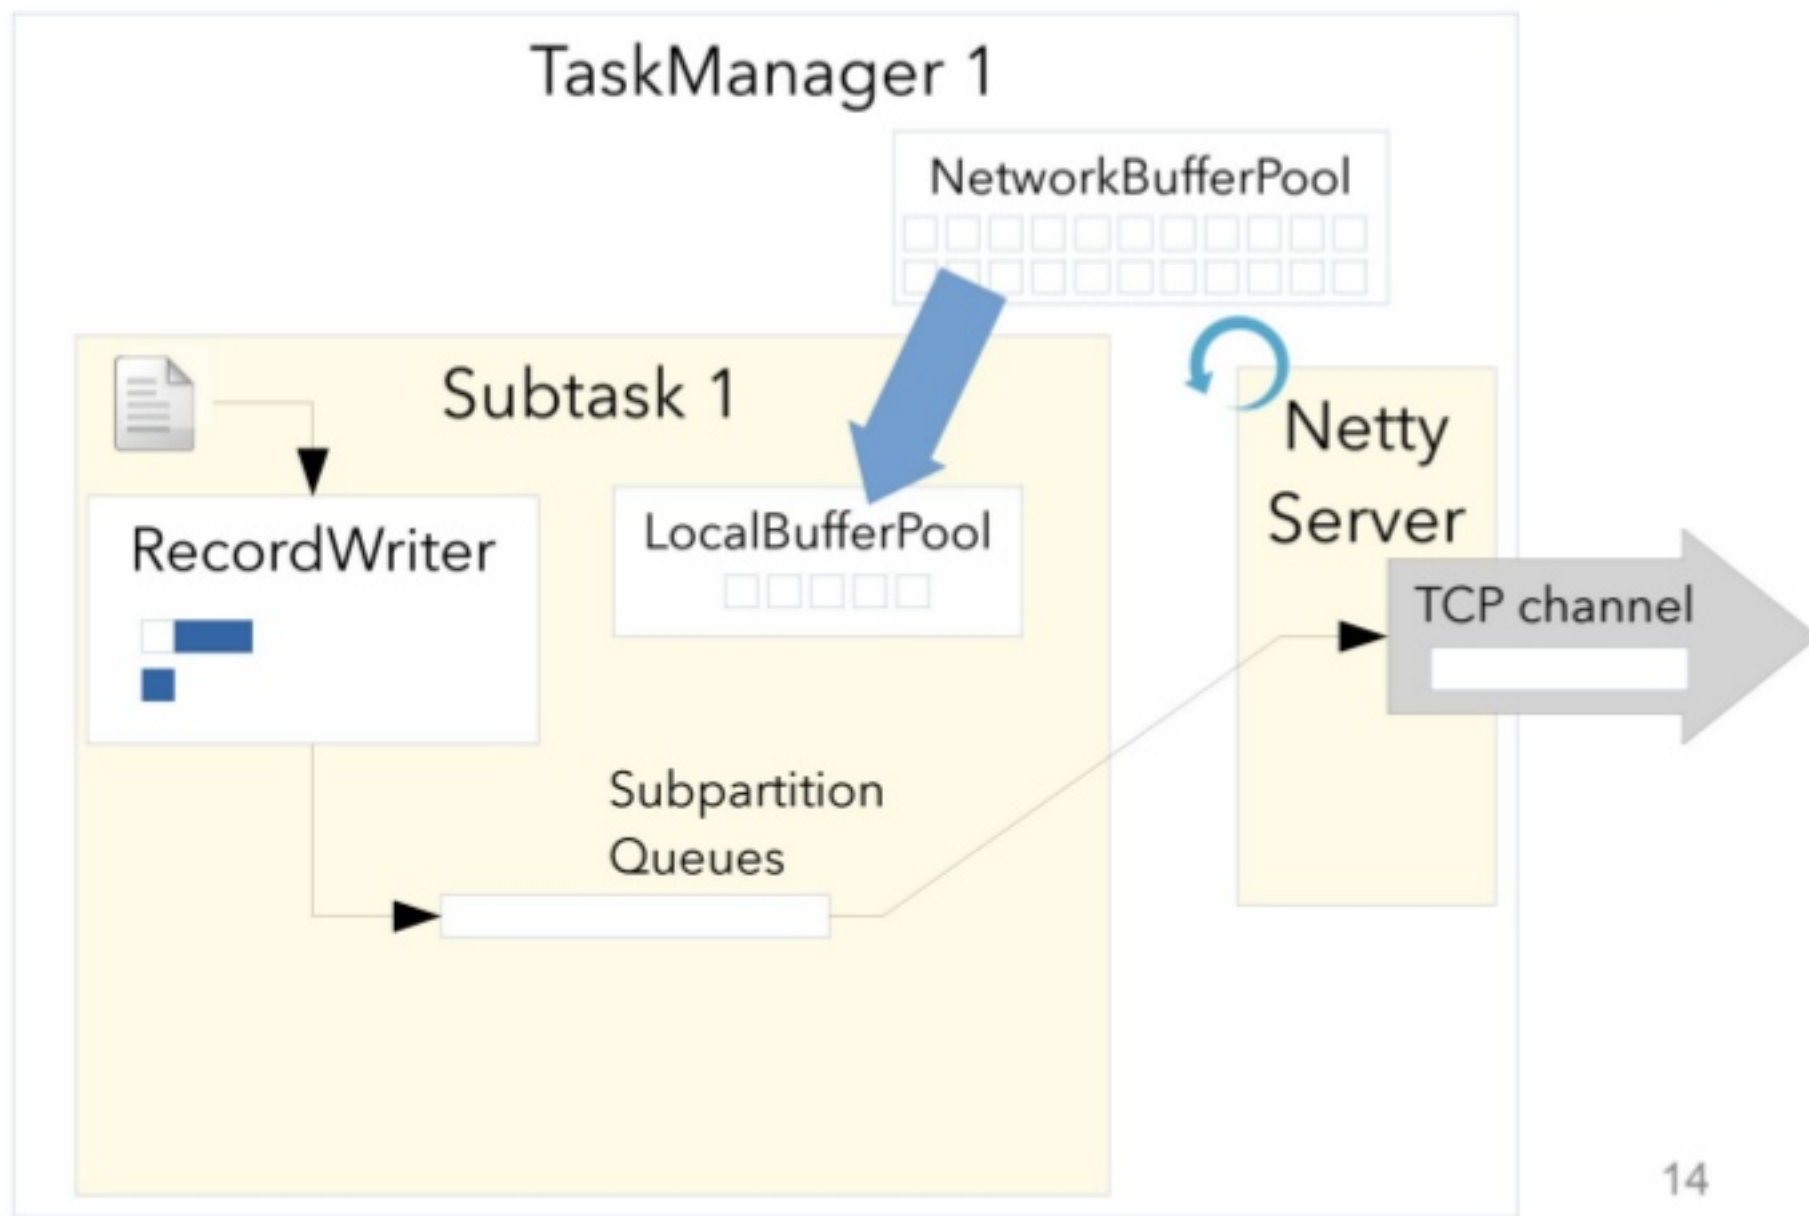 TaskManager 1
NetworkBufferPool
Subtask 1
Netty
Server
RecordWriter
LocalBufferPool
TCP channel
Subpartition
Queues
14